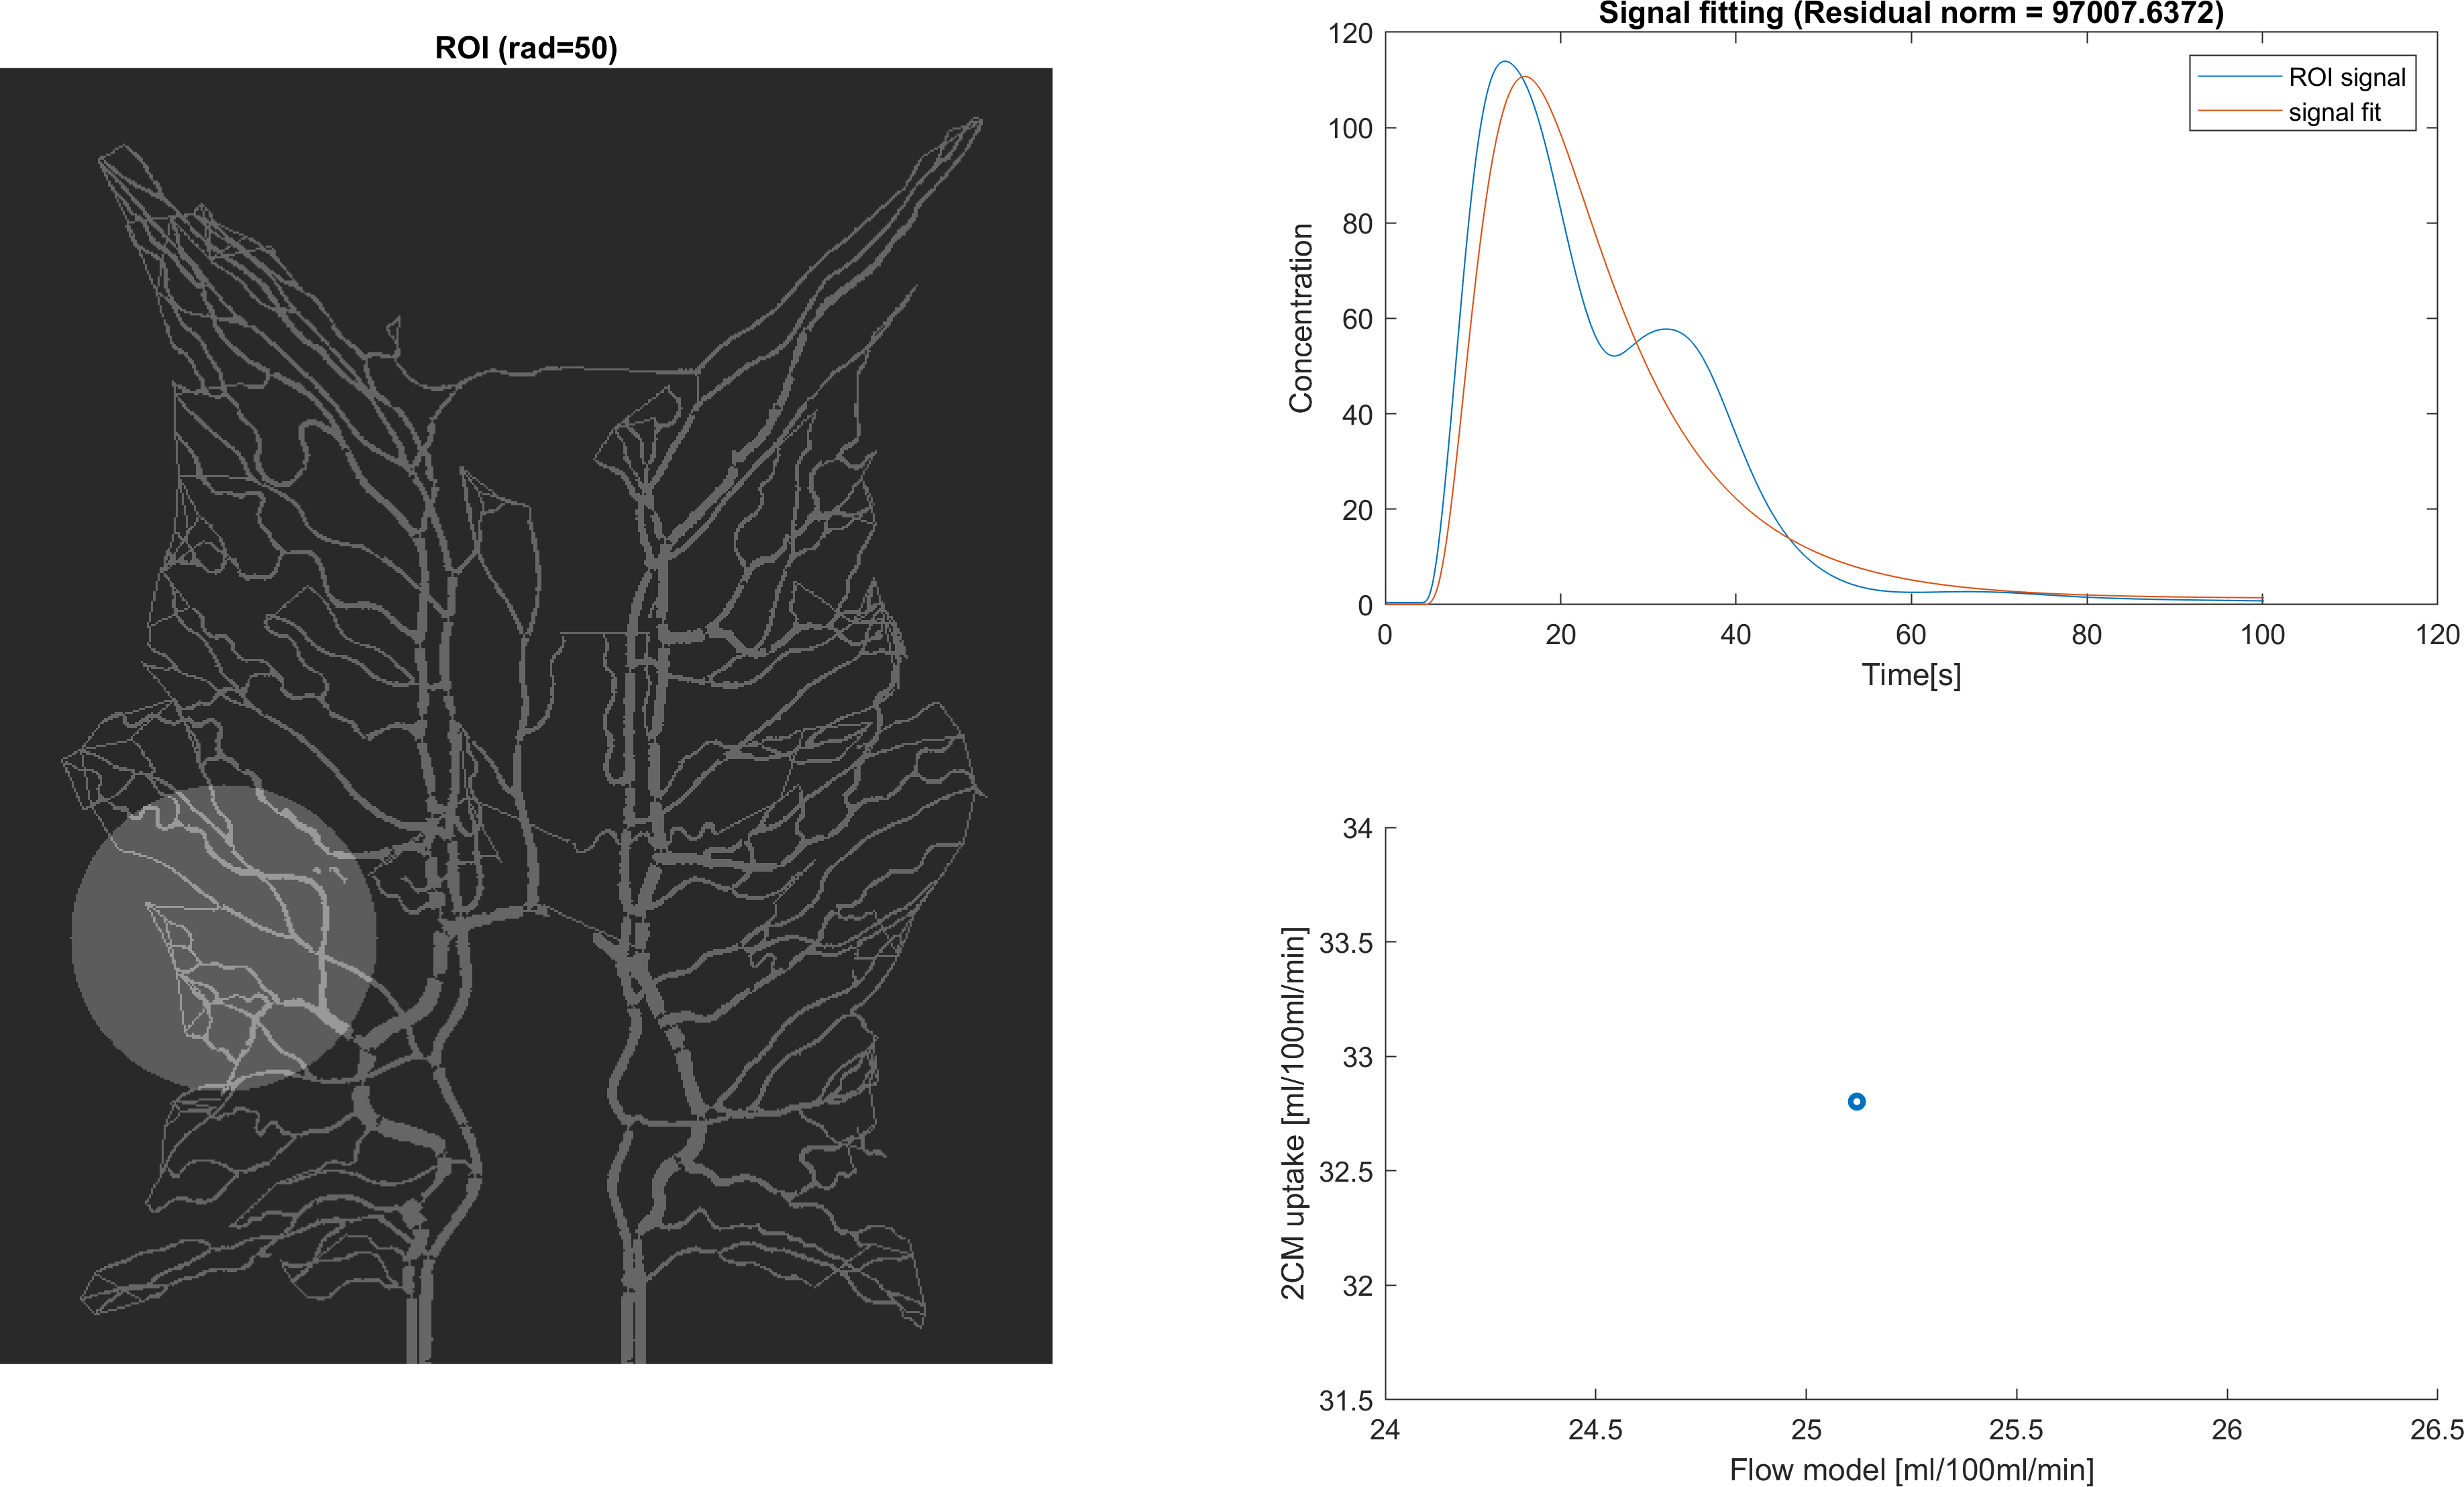 ROI (rad=50)
Signal fitting (Residual norm = 97007.6372)
120
100
80
60
40
20
0
Concentration
ROI signal
signal fit
0 20 40 60 80 100 120
Time[s]
34
33.5
33
32.5
32
31.5
2CM uptake [ml/100ml/min]
24 24.5 25 25.5 26 26.5
Flow model [ml/100ml/min]